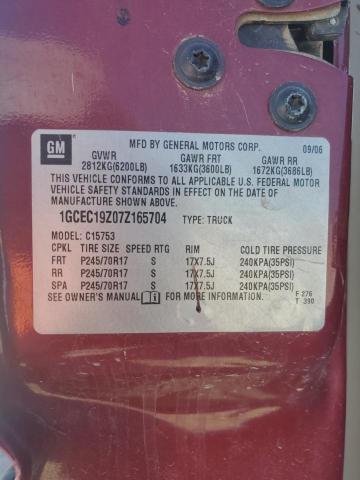 GM
MFD BY GENERAL MOTORS CORP. 09/06
GVWR GAWR FRT GAWR RR
2812KG(6200LB) 1633KG(3600LB) 1672KG(3686LB)
THIS VEHICLE CONFORMS TO ALL APPLICABLE U.S. FEDERAL MOTOR
VEHICLE SAFETY STANDARDS IN EFFECT ON THE DATE OF
MANUFACTURE SHOWN ABOVE.
1GCEC19Z07Z165704 TYPE: TRUCK
MODEL: C15753
CPKL TIRE SIZE SPEED RTG RIM COLD TIRE PRESSURE
FRT P245/70R17 S 17X7.5J 240KPA(35PSI)
RR P245/70R17 S 17X7.5J 240KPA(35PSI)
SPA P245/70R17 S 17X7.5J 240KPA(35PSI)
SEE OWNER'S MANUAL FOR MORE INFORMATION. F 276
T 390